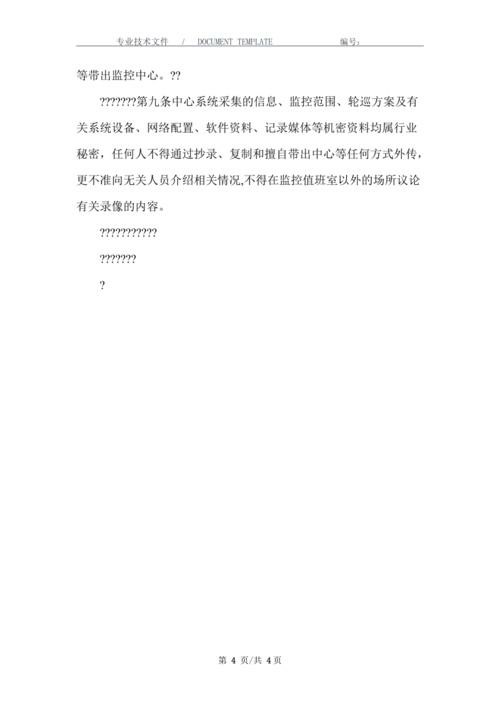 专业技术文件 / DOCUMENT TEMPLATE 编号：
等带出监控中心。??
???????第九条中心系统采集的信息、监控范围、轮巡方案及有
关系统设备、网络配置、软件资料、记录媒体等机密资料均属行业
秘密，任何人不得通过抄录、复制和擅自带出中心等任何方式外传，
更不准向无关人员介绍相关情况,不得在监控值班室以外的场所议论
有关录像的内容。
???????????
???????
?
第 4 页/共 4页